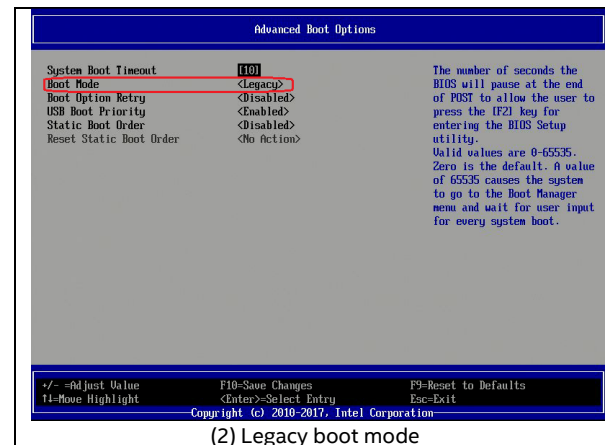 Advanced Boot Options
System Boot Timeout [10]
Boot Mode <Legacy>
Boot Option Retry <Disabled>
USB Boot Priority <Enabled>
Static Boot Order <Disabled>
Reset Static Boot Order <No Action>
The number of seconds the
BIOS will pause at the end
of POST to allow the user to
press the [F2] key for
entering the BIOS Setup
utility.
Valid values are 0-65535.
Zero is the default. A value
of 65535 causes the system
to go to the Boot Manager
menu and wait for user input
for every system boot.
+/- =Adjust Value F10=Save Changes F9=Reset to Defaults
↑↓=Move Highlight <Enter>=Select Entry Esc=Exit
Copyright (c) 2010-2017, Intel Corporation
(2) Legacy boot mode